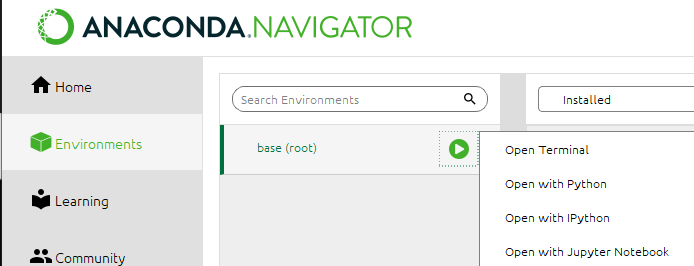 ANACONDA.NAVIGATOR
Home
Environments
Learning
Community
Search Environments
base (root)
Installed
Open Terminal
Open with Python
Open with IPython
Open with Jupyter Notebook